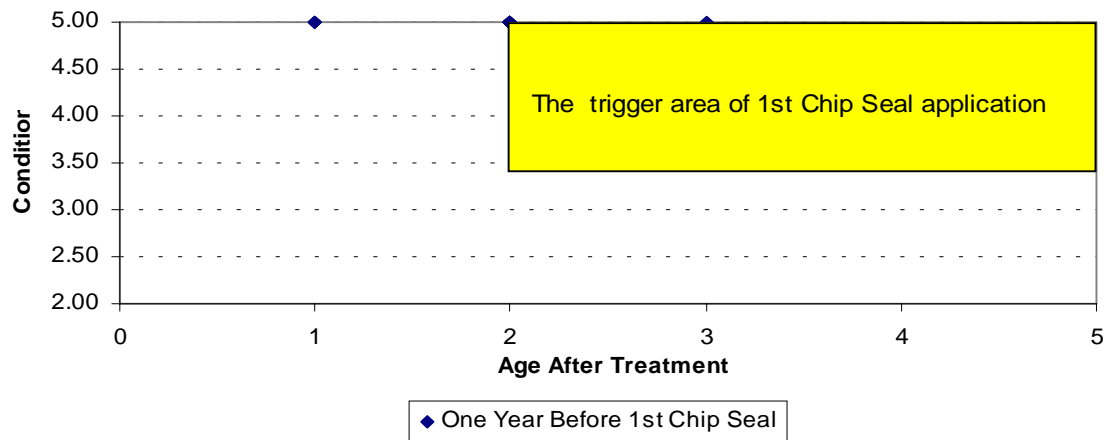 5.00
4.50
4.00
3.50
3.00
2.50
2.00
Conditior
The trigger area of 1st Chip Seal application
0 1 2 3 4 5
Age After Treatment
One Year Before 1st Chip Seal